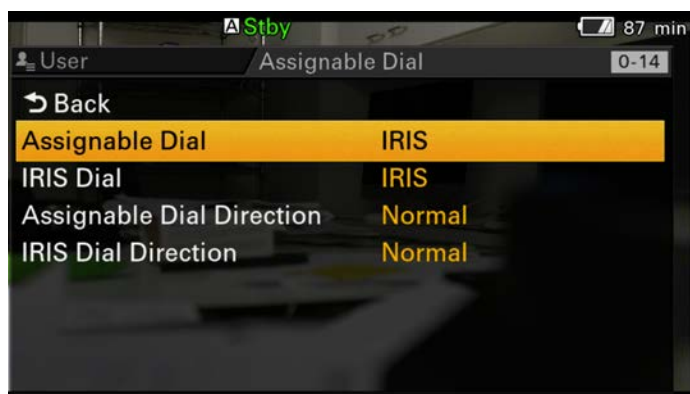 A Stby 87 min
User Assignable Dial 0-14
Back
Assignable Dial IRIS
IRIS Dial IRIS
Assignable Dial Direction Normal
IRIS Dial Direction Normal